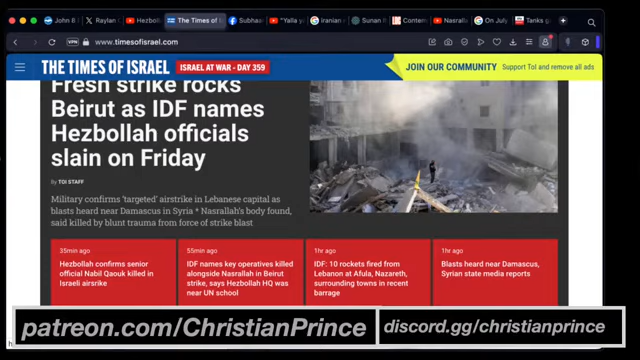 John 8:
Raylan
Hezboll
The Times of I
Subhaa
"Yalla y
Iranian
Sunan It
Content
Nasralla
On July
Tanks g
VPN
www.timesofisrael.com
THE TIMES OF ISRAEL
ISRAEL AT WAR - DAY 359
JOIN OUR COMMUNITY
Support ToI and remove all ads
Fresh strike rocks
Beirut as IDF names
Hezbollah officials
slain on Friday
By TOI STAFF
Military confirms 'targeted' airstrike in Lebanese capital as
blasts heard near Damascus in Syria * Nasrallah's body found,
said killed by blunt trauma from force of strike blast
35min ago
Hezbollah confirms senior
official Nabil Qaouk killed in
Israeli airsrike
55min ago
IDF names key operatives killed
alongside Nasrallah in Beirut
strike, says Hezbollah HQ was
near UN school
1hr ago
IDF: 10 rockets fired from
Lebanon at Afula, Nazareth,
surrounding towns in recent
barrage
1hr ago
Blasts heard near Damascus,
Syrian state media reports
patreon.com/ChristianPrince
discord.gg/christianprince